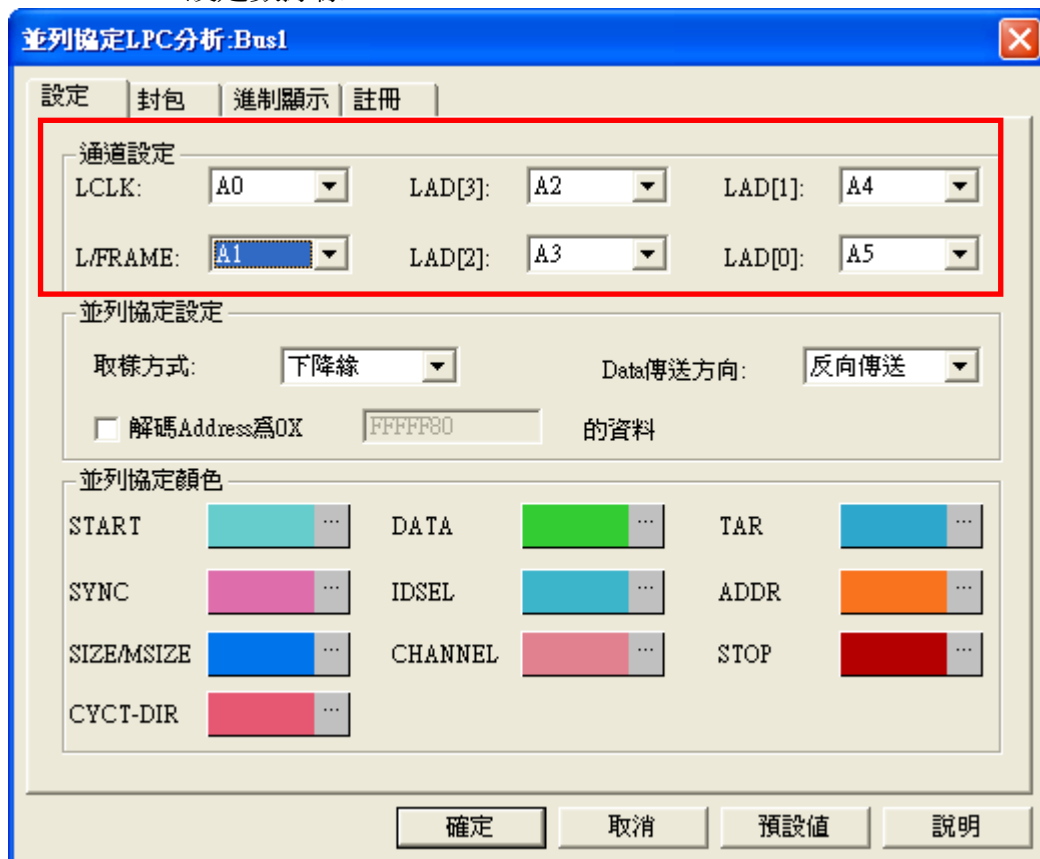 並列協定LPC分析:Bus1
設定 封包 進制顯示 註冊
通道設定
LCLK: A0 LAD[3]: A2 LAD[1]: A4
L/FRAME: A1 LAD[2]: A3 LAD[0]: A5
並列協定設定
取樣方式: 下降緣 Data傳送方向: 反向傳送
解碼Address爲0X FFFFF80 的資料
並列協定顏色
START ... DATA ... TAR ...
SYNC ... IDSEL ... ADDR ...
SIZE/MSIZE ... CHANNEL ... STOP ...
CYCT-DIR ...
確定 取消 預設值 說明